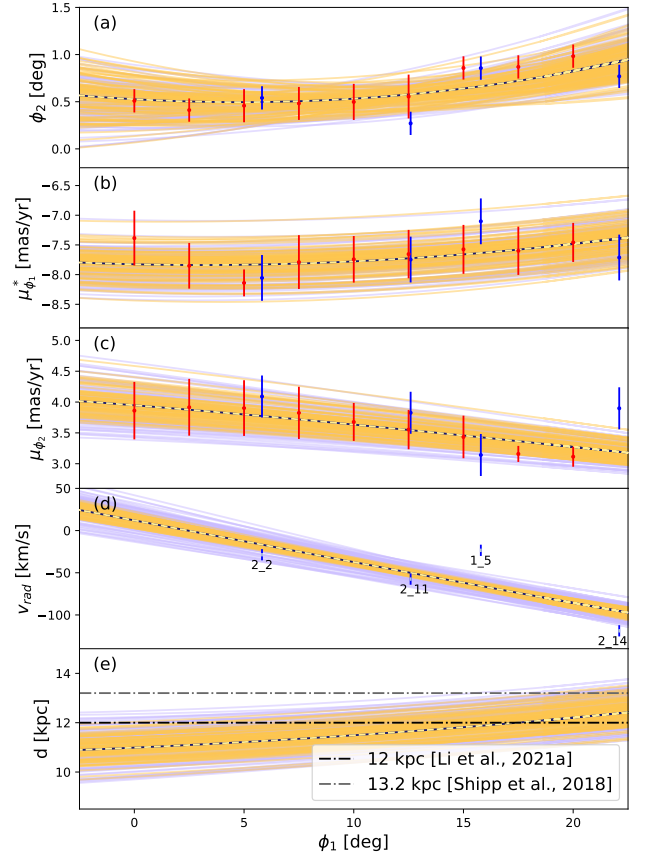 (a)
1.5
1.0
0.5
0.0
ϕ₂ [deg]
(b)
−6.5
−7.0
−7.5
−8.0
−8.5
μ*ϕ₁ [mas/yr]
(c)
5.0
4.5
4.0
3.5
3.0
μϕ₂ [mas/yr]
(d)
50
0
−50
−100
v_rad [km/s]
2_2
2_11
1_5
2_14
(e)
14
12
10
d [kpc]
12 kpc [Li et al., 2021a]
13.2 kpc [Shipp et al., 2018]
0 5 10 15 20
ϕ₁ [deg]